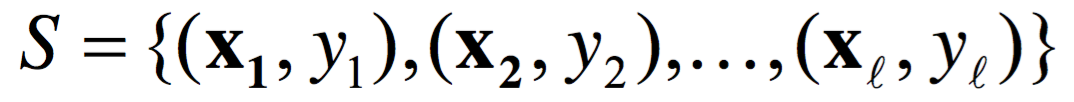 S = {(x₁, y₁),(x₂, y₂),...,(x_ℓ, y_ℓ)}